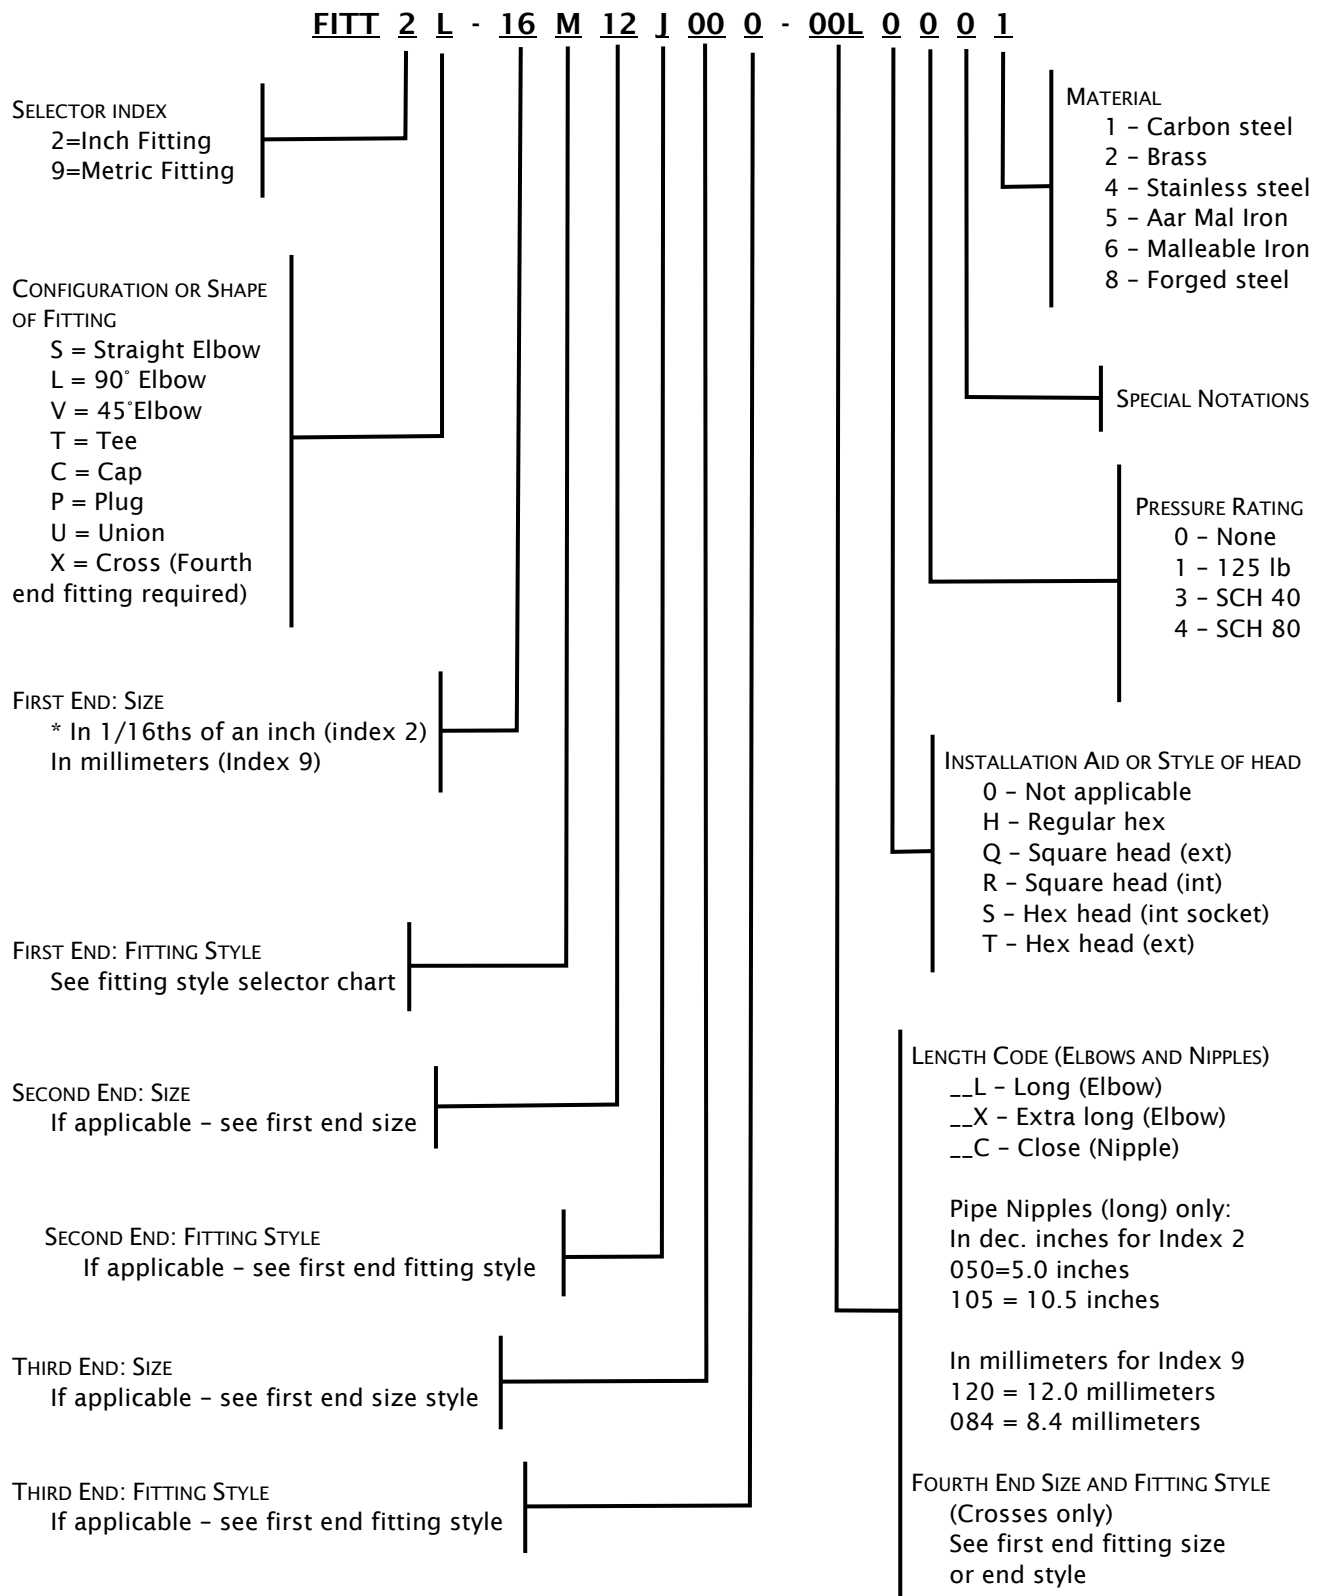 FITT 2 L - 16 M 12 J 00 0 - 00L 0 0 0 1
SELECTOR INDEX
2=Inch Fitting
9=Metric Fitting
CONFIGURATION OR SHAPE
OF FITTING
S = Straight Elbow
L = 90° Elbow
V = 45°Elbow
T = Tee
C = Cap
P = Plug
U = Union
X = Cross (Fourth
end fitting required)
FIRST END: SIZE
* In 1/16ths of an inch (index 2)
In millimeters (Index 9)
FIRST END: FITTING STYLE
See fitting style selector chart
SECOND END: SIZE
If applicable – see first end size
SECOND END: FITTING STYLE
If applicable – see first end fitting style
THIRD END: SIZE
If applicable – see first end size style
THIRD END: FITTING STYLE
If applicable – see first end fitting style
MATERIAL
1 – Carbon steel
2 – Brass
4 – Stainless steel
5 – Aar Mal Iron
6 – Malleable Iron
8 – Forged steel
SPECIAL NOTATIONS
PRESSURE RATING
0 – None
1 – 125 lb
3 – SCH 40
4 – SCH 80
INSTALLATION AID OR STYLE OF HEAD
0 – Not applicable
H – Regular hex
Q – Square head (ext)
R – Square head (int)
S – Hex head (int socket)
T – Hex head (ext)
LENGTH CODE (ELBOWS AND NIPPLES)
__L – Long (Elbow)
__X – Extra long (Elbow)
__C – Close (Nipple)
Pipe Nipples (long) only:
In dec. inches for Index 2
050=5.0 inches
105 = 10.5 inches
In millimeters for Index 9
120 = 12.0 millimeters
084 = 8.4 millimeters
FOURTH END SIZE AND FITTING STYLE
(Crosses only)
See first end fitting size
or end style